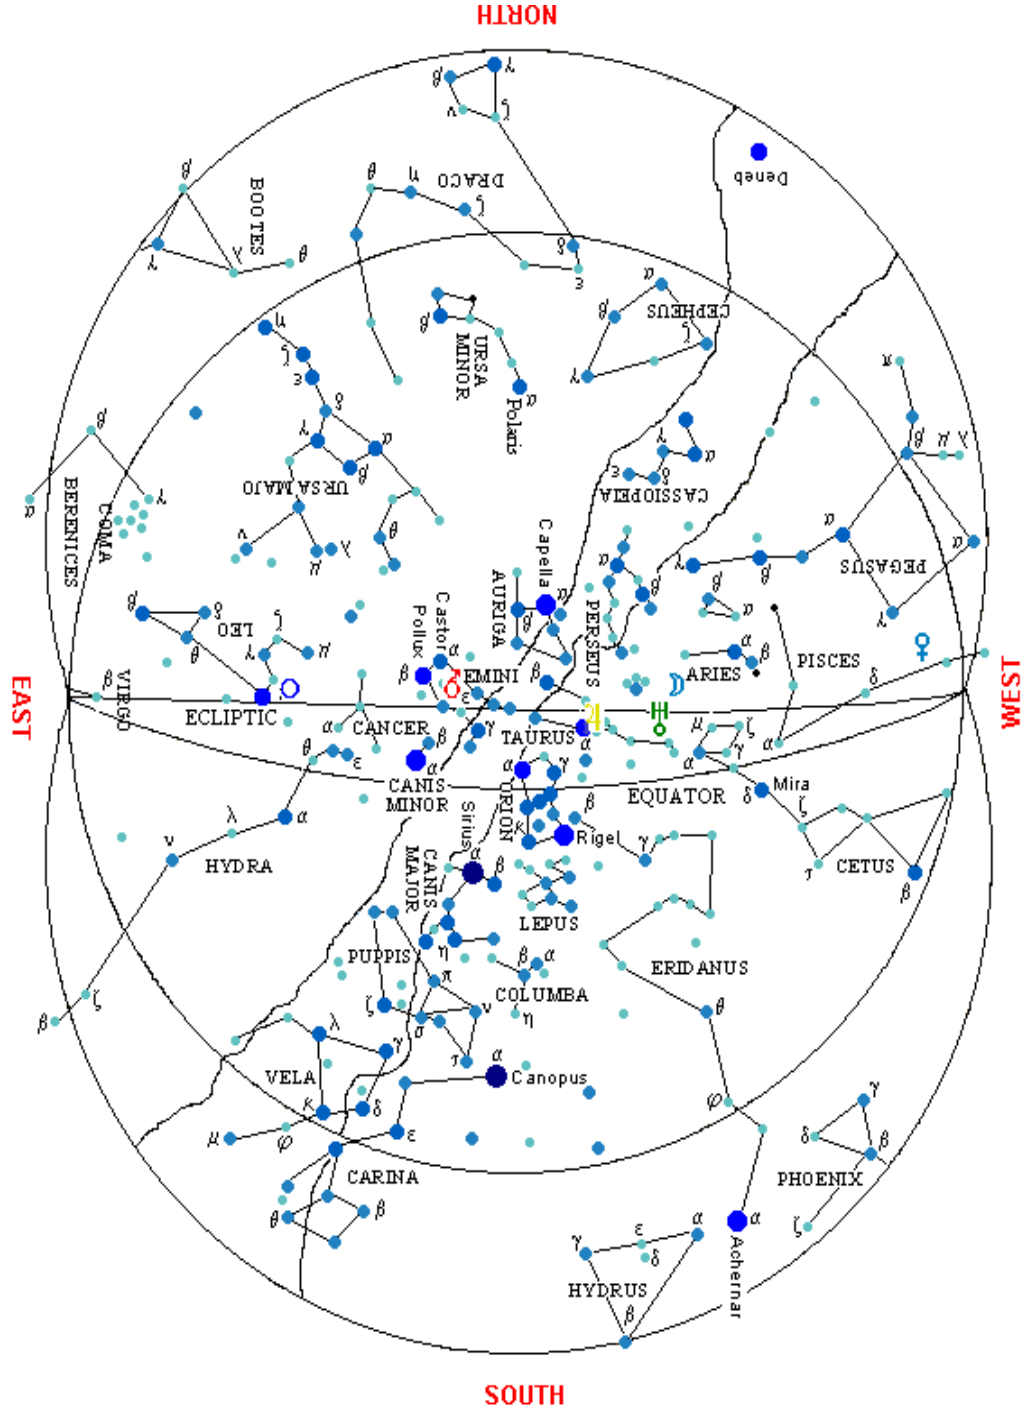 NORTH
γ
β
ν ζ
Deneb
θ η DRACO
ζ
β
BOOTES
γ λ θ
δ
ε
α
β CEPHEUS
ζ
γ
η
ζ
ε
β URSA MINOR
α
Polaris
δ
γ α
β
URSA MAJO
π
β μ λ
γ
α
ε δ
CASSIOPEIA
β
α γ
COMA
BERENICES
ν
μ λ
θ
Capella
α
β
AURIGA
α
β
PERSEUS
γ β
α
PEGASUS
α
γ
β δ
LEO
θ
ζ
γ μ
Castor
Pollux
α
β
EMINI
ε
γ
β
β
α
α
β
ARIES
PISCES
δ
α
EAST
WEST
β
VIRGO
ECLIPTIC
CANCER
α
TAURUS
α
μ ζ
γ
α
θ
ε
β
α
CANIS
MINOR
α
γ
ORION
κ
β
Rigel
EQUATOR
δ Mira
ζ
τ
CETUS
β
ν
λ
α
HYDRA
Sirius
α
β
CANIS
MAJOR
η
LEPUS
γ
ERIDANUS
θ
PUPPIS
π
β α
COLUMBA
η
ζ
σ
ν
τ
β
ζ
λ
γ
VELA
κ
δ
α
Canopus
μ
φ
ε
φ
γ
δ
β
PHOENIX
ζ
CARINA
θ
β
α
Achernar
γ
ε
δ
α
HYDRUS
β
SOUTH